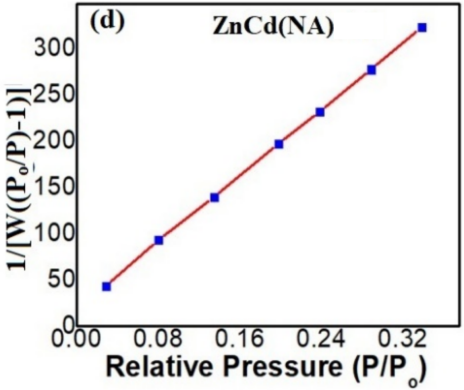 (d) ZnCd(NA)
1/[W((Po/P)-1)]
300
250
200
150
100
50
0
0.00 0.08 0.16 0.24 0.32
Relative Pressure (P/Po)